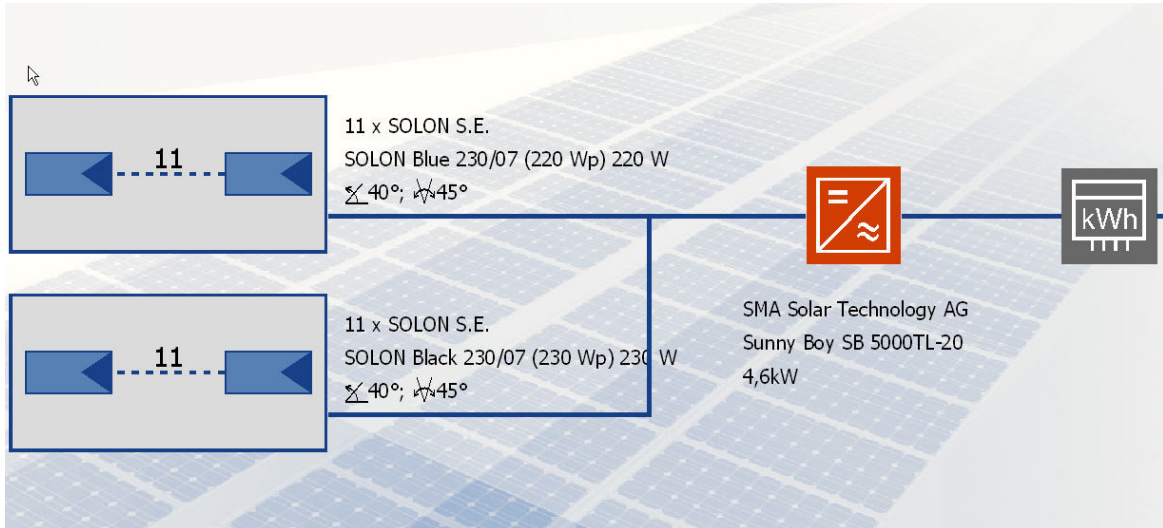 11
11 x SOLON S.E.
SOLON Blue 230/07 (220 Wp) 220 W
40°; 45°
=
≈
kWh
11
11 x SOLON S.E.
SOLON Black 230/07 (230 Wp) 230 W
40°; 45°
SMA Solar Technology AG
Sunny Boy SB 5000TL-20
4,6kW